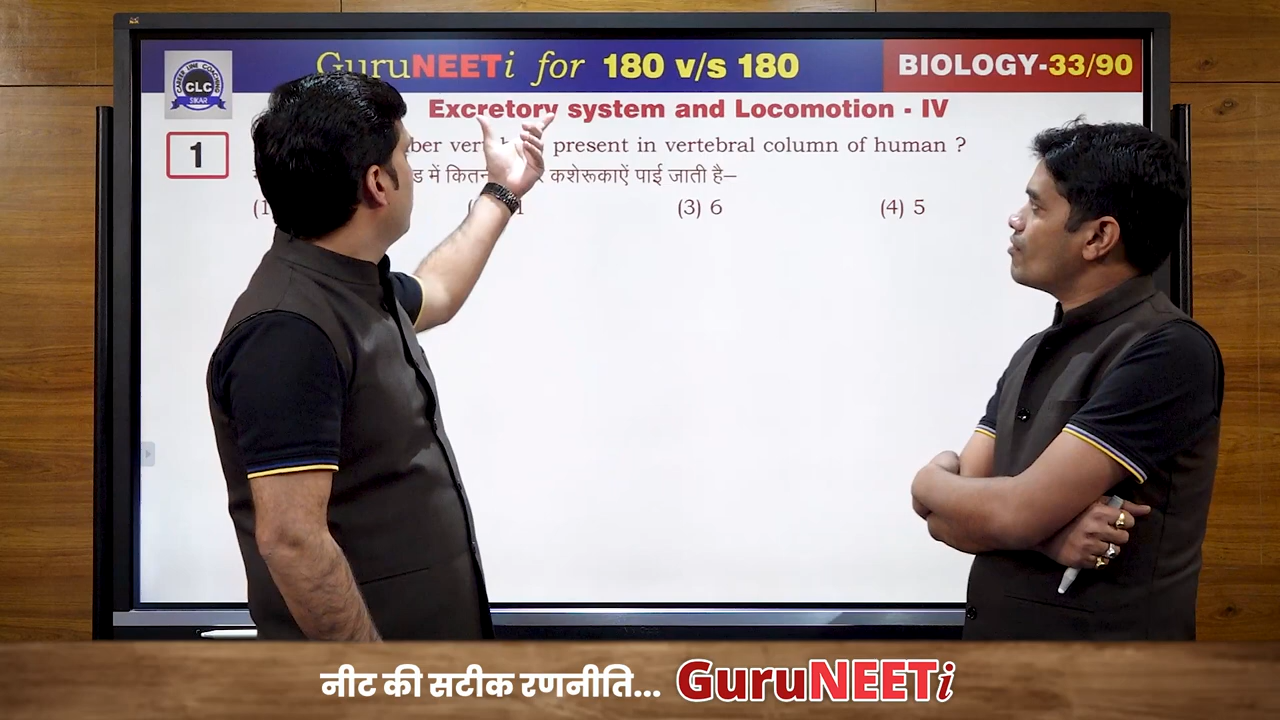 CAREER LINE COACHING
CLC
SIKAR
GuruNEETi for 180 v/s 180
BIOLOGY-33/90
Excretory system and Locomotion - IV
1
present in vertebral column of human ?
में कशेरूकाऐं पाई जाती है–
(3) 6
(4) 5
नीट की सटीक रणनीति... GuruNEETi